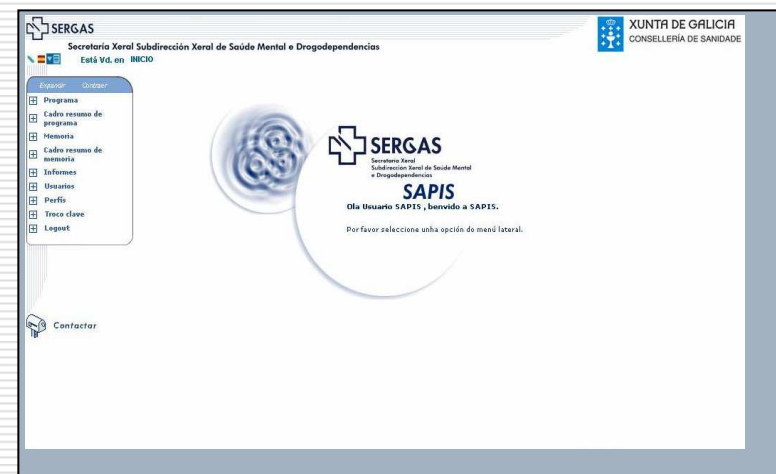 SERGAS
XUNTA DE GALICIA
CONSELLERÍA DE SANIDADE
Secretaría Xeral Subdirección Xeral de Saúde Mental e Drogodependencias
Está Vd. en INICIO
Expandir Contraer
Programa
Cadro resumo de
programa
Memoria
Cadro resumo de
memoria
Informes
Usuarios
Perfís
Troco clave
Logout
SERGAS
Secretaría Xeral
Subdirección Xeral de Saúde Mental
e Drogodependencias
SAPIS
Ola Usuario SAPIS , benvido a SAPIS.
Por favor seleccione unha opción do menú lateral.
Contactar